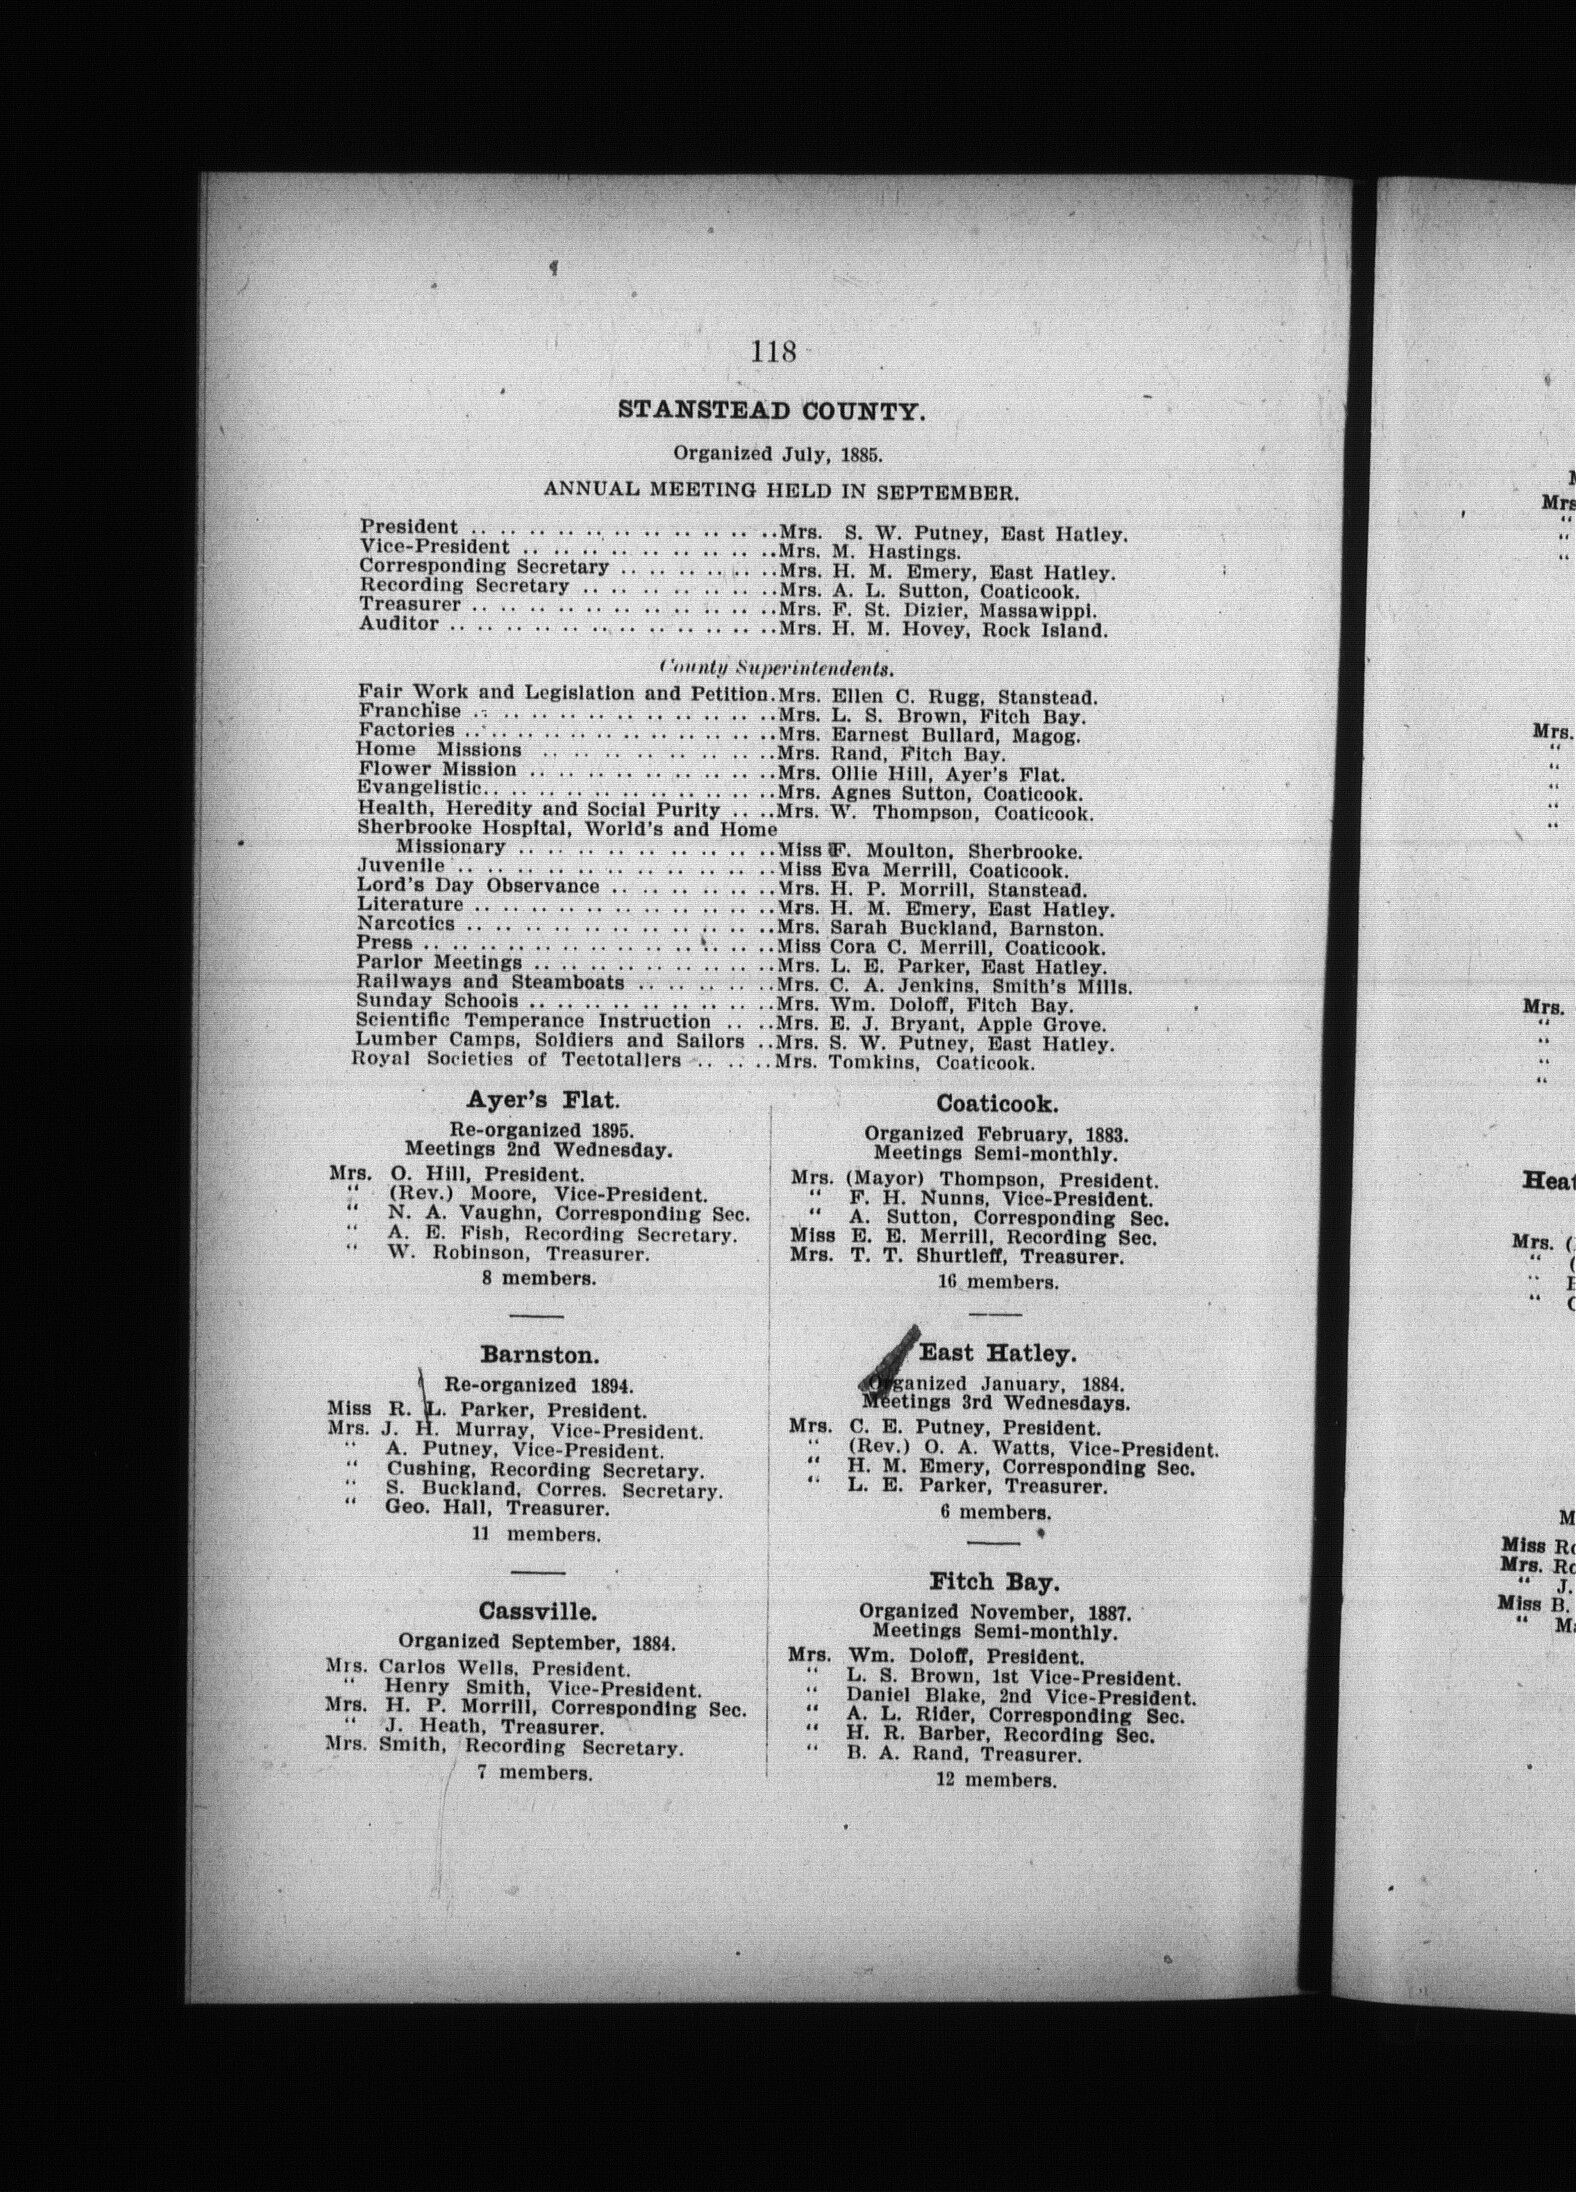 118
STANSTEAD COUNTY.
Organized July, 1885.
ANNUAL MEETING HELD IN SEPTEMBER.
President .. .. .. .. .. .. .. .. .. .. ..Mrs. S. W. Putney, East Hatley.
Vice-President .. .. .. .. .. .. .. .. ..Mrs. M. Hastings.
Corresponding Secretary .. .. .. .. .. ..Mrs. H. M. Emery, East Hatley.
Recording Secretary .. .. .. .. .. .. ..Mrs. A. L. Sutton, Coaticook.
Treasurer .. .. .. .. .. .. .. .. .. .. ..Mrs. F. St. Dizier, Massawippi.
Auditor .. .. .. .. .. .. .. .. .. .. .. ..Mrs. H. M. Hovey, Rock Island.
County Superintendents.
Fair Work and Legislation and Petition.Mrs. Ellen C. Rugg, Stanstead.
Franchise .. .. .. .. .. .. .. .. .. .. ..Mrs. L. S. Brown, Fitch Bay.
Factories .. .. .. .. .. .. .. .. .. .. ..Mrs. Earnest Bullard, Magog.
Home Missions .. .. .. .. .. .. .. .. ..Mrs. Rand, Fitch Bay.
Flower Mission .. .. .. .. .. .. .. .. ..Mrs. Ollie Hill, Ayer's Flat.
Evangelistic.. .. .. .. .. .. .. .. .. .. ..Mrs. Agnes Sutton, Coaticook.
Health, Heredity and Social Purity .. ..Mrs. W. Thompson, Coaticook.
Sherbrooke Hospital, World's and Home
Missionary .. .. .. .. .. .. .. .. ..Miss F. Moulton, Sherbrooke.
Juvenile .. .. .. .. .. .. .. .. .. .. .. ..Miss Eva Merrill, Coaticook.
Lord's Day Observance .. .. .. .. .. ..Mrs. H. P. Morrill, Stanstead.
Literature .. .. .. .. .. .. .. .. .. .. ..Mrs. H. M. Emery, East Hatley.
Narcotics .. .. .. .. .. .. .. .. .. .. ..Mrs. Sarah Buckland, Barnston.
Press .. .. .. .. .. .. .. .. .. .. .. .. ..Miss Cora C. Merrill, Coaticook.
Parlor Meetings .. .. .. .. .. .. .. .. ..Mrs. L. E. Parker, East Hatley.
Railways and Steamboats .. .. .. .. ..Mrs. C. A. Jenkins, Smith's Mills.
Sunday Schools .. .. .. .. .. .. .. .. ..Mrs. Wm. Doloff, Fitch Bay.
Scientific Temperance Instruction .. ..Mrs. E. J. Bryant, Apple Grove.
Lumber Camps, Soldiers and Sailors ..Mrs. S. W. Putney, East Hatley.
Royal Societies of Teetotallers .. .. ..Mrs. Tomkins, Coaticook.
Ayer's Flat.
Re-organized 1895.
Meetings 2nd Wednesday.
Mrs. O. Hill, President.
" (Rev.) Moore, Vice-President.
" N. A. Vaughn, Corresponding Sec.
" A. E. Fish, Recording Secretary.
" W. Robinson, Treasurer.
8 members.
Barnston.
Re-organized 1894.
Miss R. L. Parker, President.
Mrs. J. H. Murray, Vice-President.
" A. Putney, Vice-President.
" Cushing, Recording Secretary.
" S. Buckland, Corres. Secretary.
" Geo. Hall, Treasurer.
11 members.
Cassville.
Organized September, 1884.
Mrs. Carlos Wells, President.
" Henry Smith, Vice-President.
Mrs. H. P. Morrill, Corresponding Sec.
" J. Heath, Treasurer.
Mrs. Smith, Recording Secretary.
7 members.
Coaticook.
Organized February, 1883.
Meetings Semi-monthly.
Mrs. (Mayor) Thompson, President.
" F. H. Nunns, Vice-President.
" A. Sutton, Corresponding Sec.
Miss E. E. Merrill, Recording Sec.
Mrs. T. T. Shurtleff, Treasurer.
16 members.
East Hatley.
Organized January, 1884.
Meetings 3rd Wednesdays.
Mrs. C. E. Putney, President.
" (Rev.) O. A. Watts, Vice-President.
" H. M. Emery, Corresponding Sec.
" L. E. Parker, Treasurer.
6 members.
Fitch Bay.
Organized November, 1887.
Meetings Semi-monthly.
Mrs. Wm. Doloff, President.
" L. S. Brown, 1st Vice-President.
" Daniel Blake, 2nd Vice-President.
" A. L. Rider, Corresponding Sec.
" H. R. Barber, Recording Sec.
" B. A. Rand, Treasurer.
12 members.
Mrs
"
"
"
Mrs.
"
"
"
"
"
Mrs.
"
"
"
"
Mrs. (
" (
"
"
Miss
Mrs.
" J.
Miss B.
"